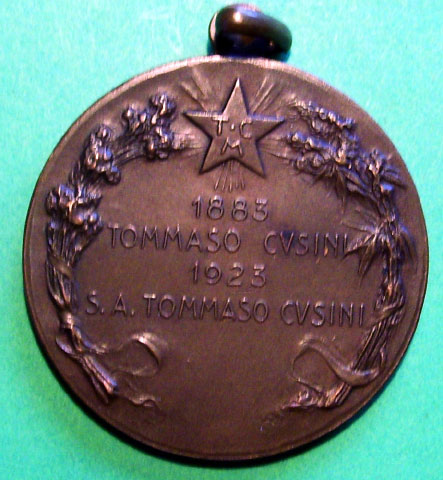 T·C
M
1883
TOMMASO CVSINI
1923
S. A. TOMMASO CVSINI